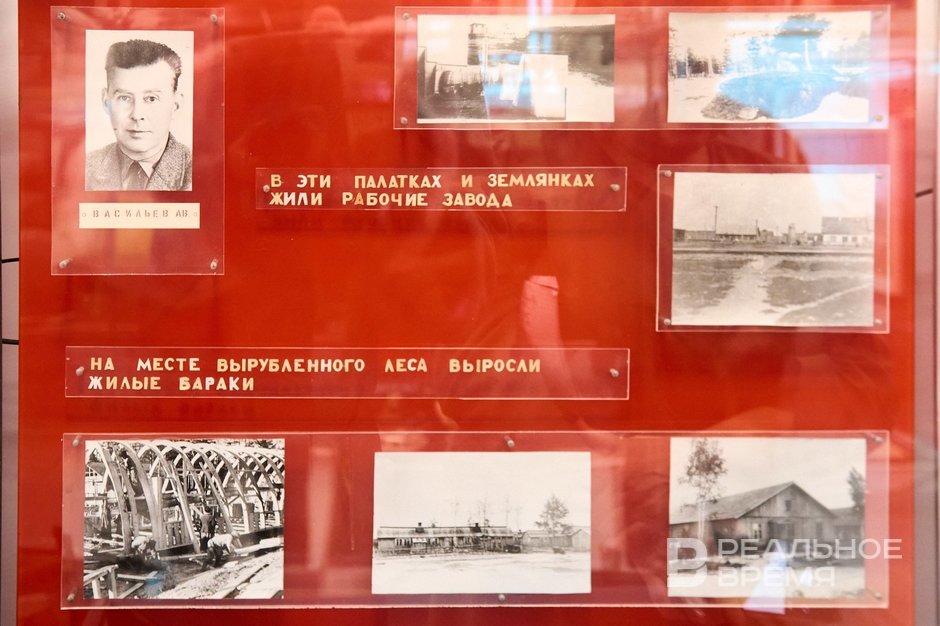 ВАСИЛЬЕВ А.В.
В ЭТИ ПАЛАТКАХ И ЗЕМЛЯНКАХ
ЖИЛИ РАБОЧИЕ ЗАВОДА
НА МЕСТЕ ВЫРУБЛЕННОГО ЛЕСА ВЫРОСЛИ
ЖИЛЫЕ БАРАКИ
РЕАЛЬНОЕ
ВРЕМЯ